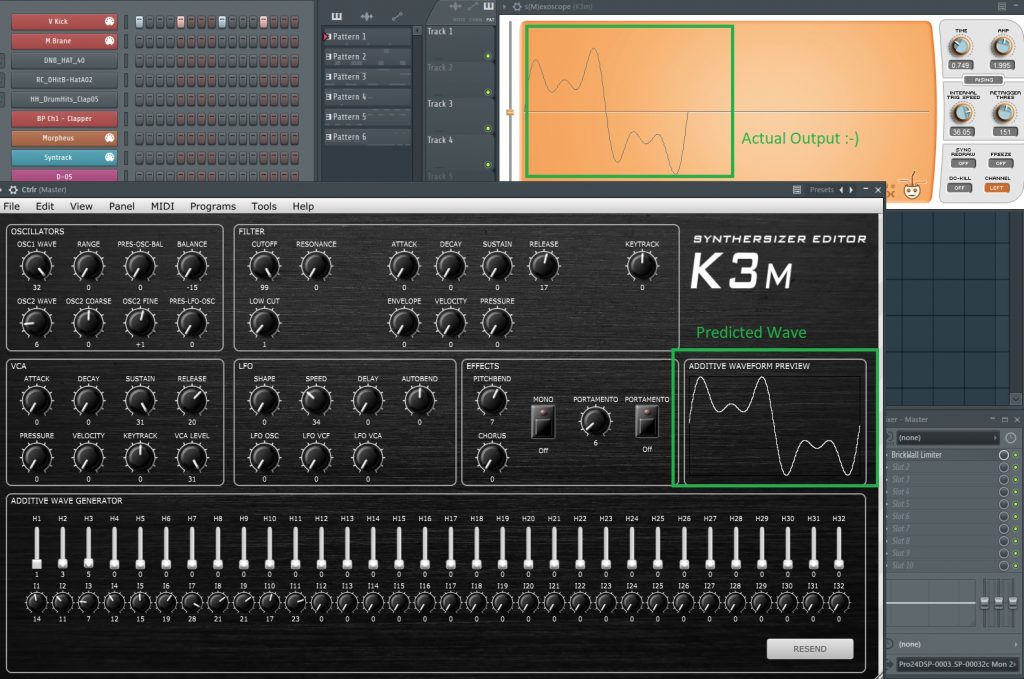 V Kick
M.Brane
DNB_HAT_40
RC_DHitB-HatA02
HH_DrumHits_Clap05
BP Ch1 - Clapper
Morpheus
Syntrack
D-05
Pattern 1
Pattern 2
Pattern 3
Pattern 4
Pattern 5
Pattern 6
NOTE CHAN PAT
Track 1
Track 2
Track 3
Track 4
Track 5
s(M)exoscope (K3m)
Actual Output :-)
TIME AMP
0.749 1.995
RISING
INTERNAL TRIG SPEED
RETRIGGER THRES
36.05 151
SYNC REDRAW FREEZE
OFF OFF
DC-KILL CHANNEL
OFF LEFT
Ctrlr (Master)
Presets
File Edit View Panel MIDI Programs Tools Help
OSCILLATORS
OSC1 WAVE RANGE PRES-OSC-BAL BALANCE
32 0 0 -15
OSC2 WAVE OSC2 COARSE OSC2 FINE PRES-LFO-OSC
6 0 +1 0
FILTER
CUTOFF RESONANCE ATTACK DECAY SUSTAIN RELEASE KEYTRACK
99 0 0 0 0 17 0
LOW CUT ENVELOPE VELOCITY PRESSURE
1 0 0 0
SYNTHERSIZER EDITOR
K3M
Predicted Wave
VCA
ATTACK DECAY SUSTAIN RELEASE
0 0 31 20
PRESSURE VELOCITY KEYTRACK VCA LEVEL
0 0 0 31
LFO
SHAPE SPEED DELAY AUTOBEND
0 34 0 0
LFO OSC LFO VCF LFO VCA
0 0 0
EFFECTS
PITCHBEND
7
CHORUS
0
MONO PORTAMENTO PORTAMENTO
Off 6 Off
ADDITIVE WAVEFORM PREVIEW
ADDITIVE WAVE GENERATOR
H1 H2 H3 H4 H5 H6 H7 H8 H9 H10 H11 H12 H13 H14 H15 H16 H17 H18 H19 H20 H21 H22 H23 H24 H25 H26 H27 H28 H29 H30 H31 H32
1 3 5 0 0 0 0 0 0 0 0 0 0 0 0 0 0 0 0 0 0 0 0 0 0 0 0 0 0 0 0 0
I1 I2 I3 I4 I5 I6 I7 I8 I9 I10 I11 I12 I13 I14 I15 I16 I17 I18 I19 I20 I21 I22 I23 I24 I25 I26 I27 I28 I29 I30 I31 I32
14 11 7 12 15 19 28 21 21 17 23 0 0 0 0 0 0 0 0 0 0 0 0 0 0 0 0 0 0 0 0 0
RESEND
ixer - Master
(none)
Brickwall Limiter
Slot 2
Slot 3
Slot 4
Slot 5
Slot 6
Slot 7
Slot 8
Slot 9
Slot 10
(none)
Pro24DSP-0003_SP-00032c Mon 2